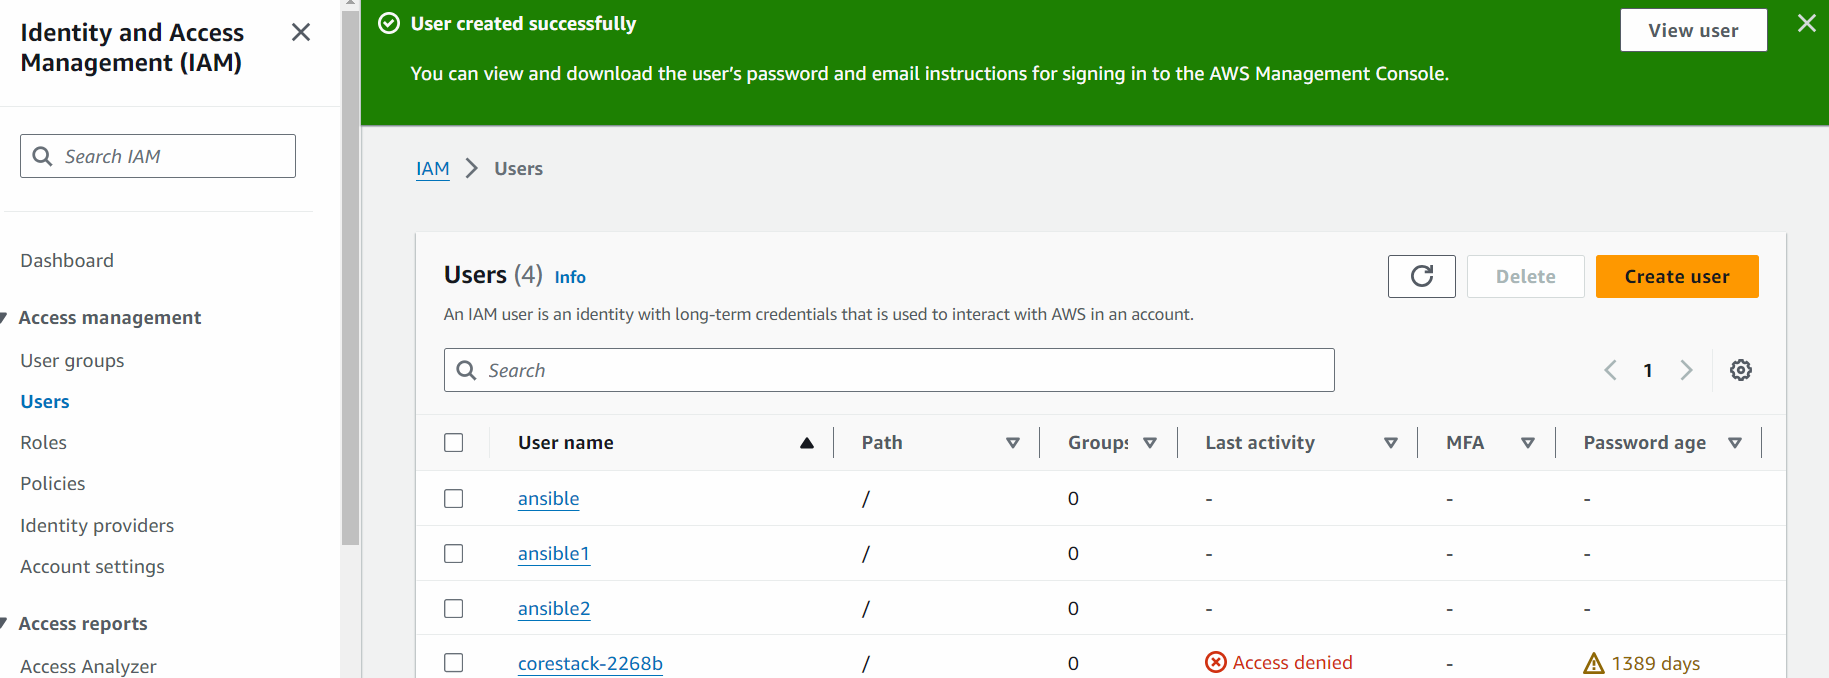 Identity and Access
Management (IAM)
Search IAM
Dashboard
Access management
User groups
Users
Roles
Policies
Identity providers
Account settings
Access reports
Access Analyzer
User created successfully
View user
You can view and download the user's password and email instructions for signing in to the AWS Management Console.
IAM Users
Users (4) Info
Delete Create user
An IAM user is an identity with long-term credentials that is used to interact with AWS in an account.
Search
1
User name Path Groups Last activity MFA Password age
ansible / 0 - - -
ansible1 / 0 - - -
ansible2 / 0 - - -
corestack-2268b / 0 Access denied - 1389 days